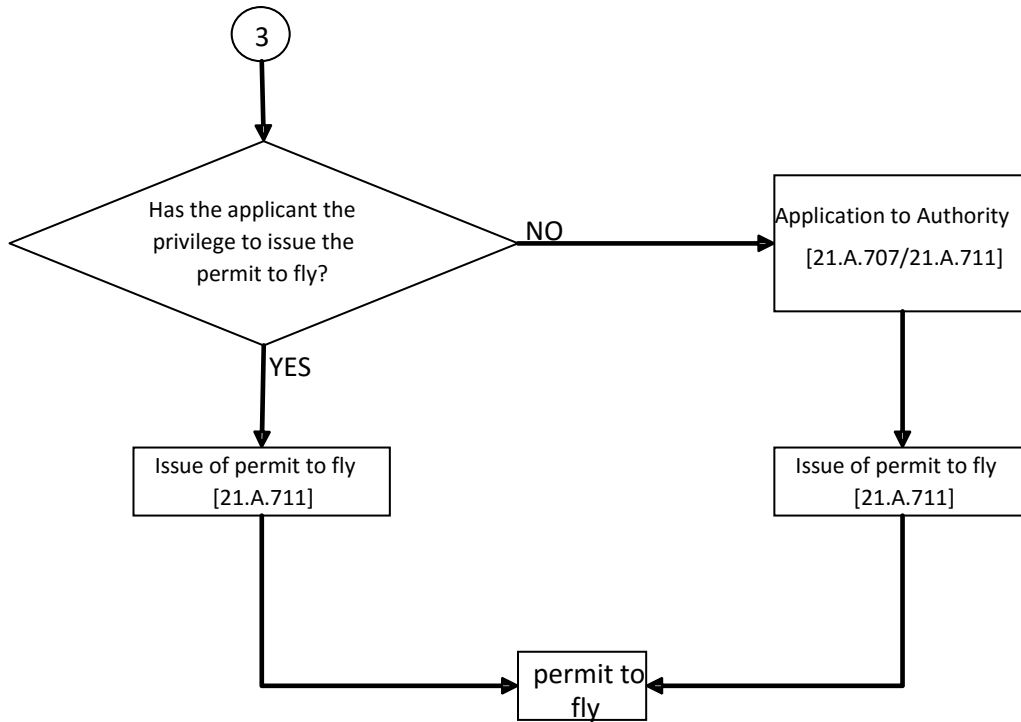 3
Has the applicant the
privilege to issue the
permit to fly?
NO
Application to Authority
[21.A.707/21.A.711]
YES
Issue of permit to fly
[21.A.711]
Issue of permit to fly
[21.A.711]
permit to
fly